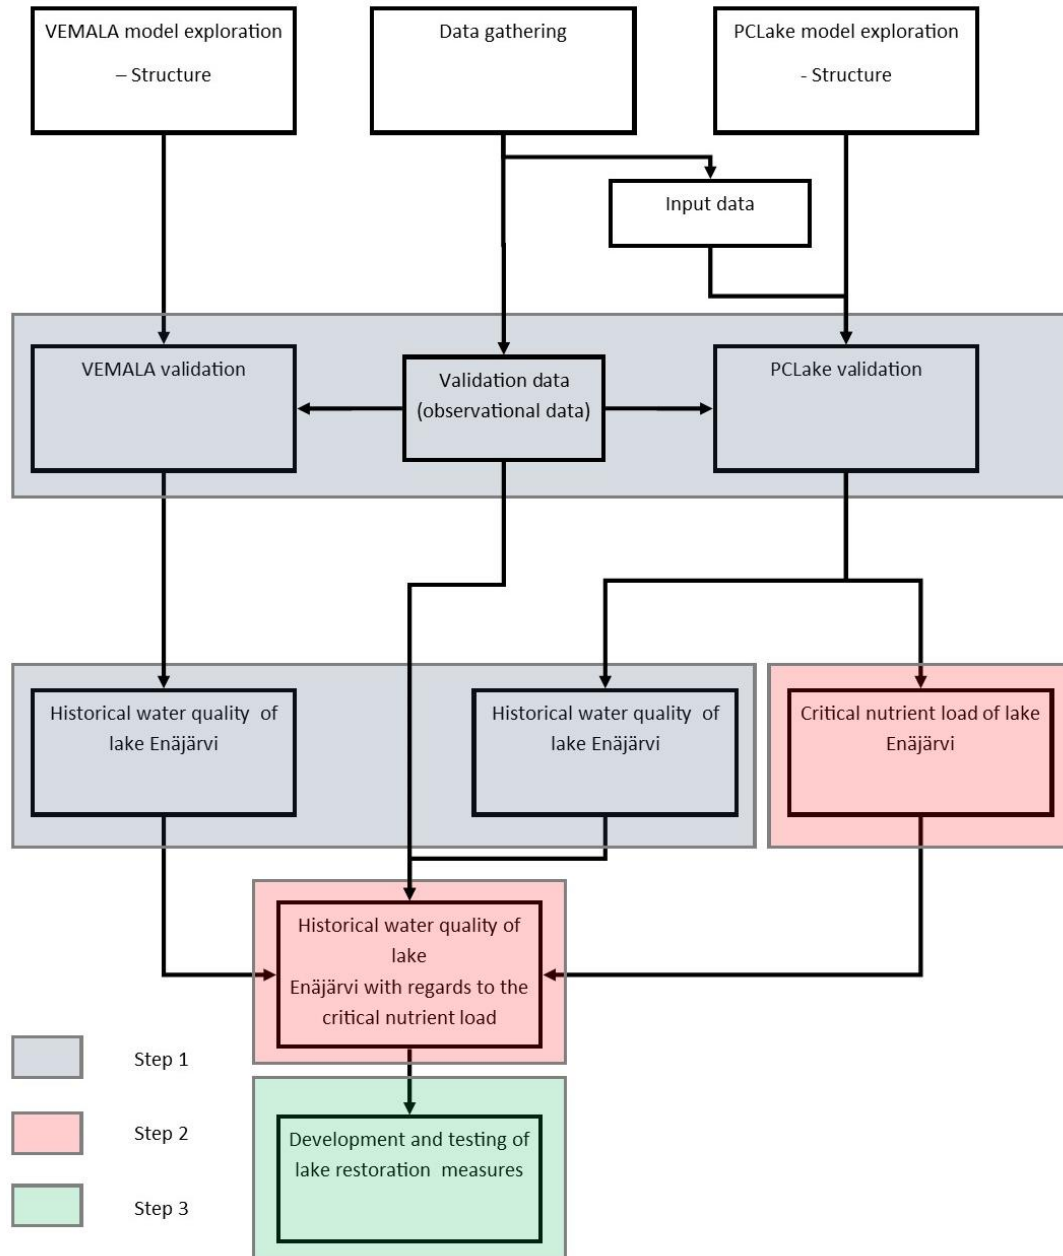 VEMALA model exploration
– Structure
Data gathering
PCLake model exploration
- Structure
Input data
VEMALA validation
Validation data
(observational data)
PCLake validation
Historical water quality of
lake Enäjärvi
Historical water quality of
lake Enäjärvi
Critical nutrient load of lake
Enäjärvi
Historical water quality of
lake
Enäjärvi with regards to the
critical nutrient load
Step 1
Step 2
Step 3
Development and testing of
lake restoration measures